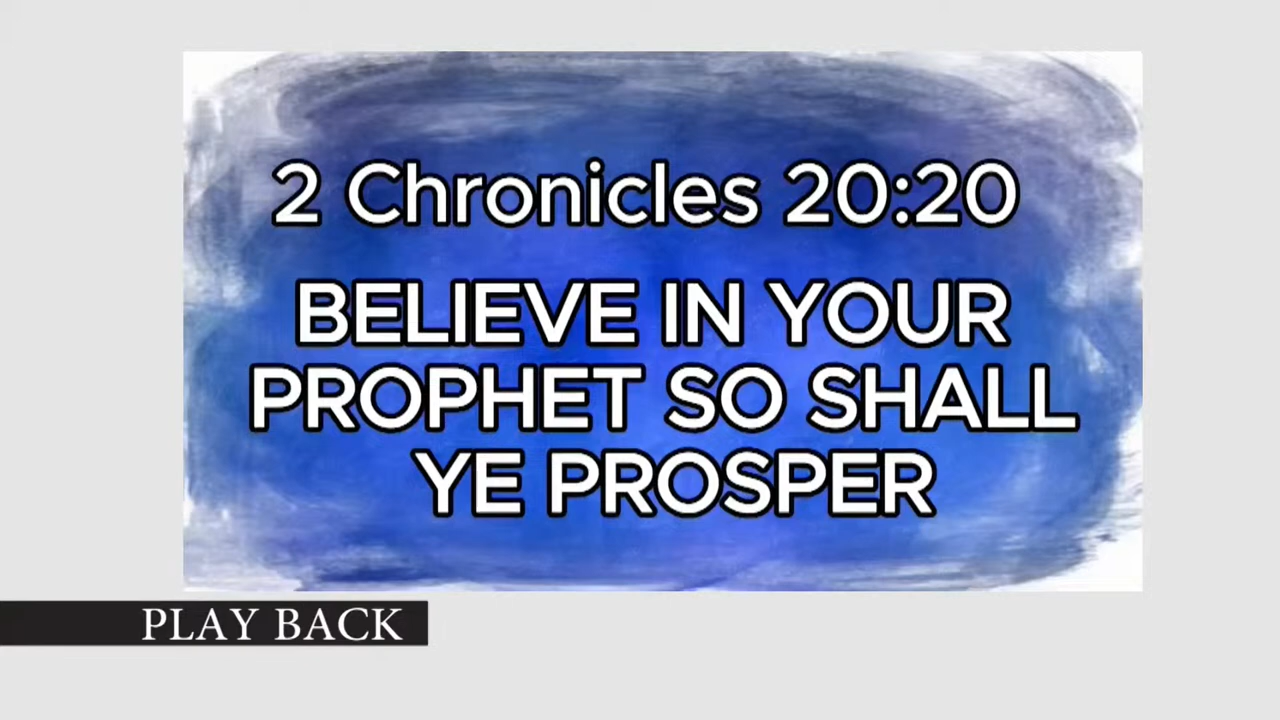 2 Chronicles 20:20
BELIEVE IN YOUR
PROPHET SO SHALL
YE PROSPER
PLAY BACK